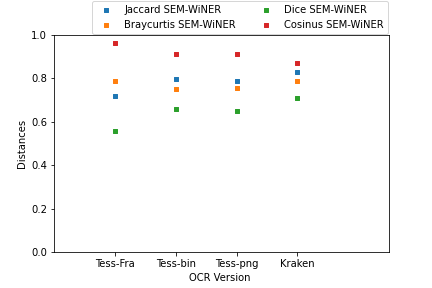 Jaccard SEM-WiNER Dice SEM-WiNER
Braycurtis SEM-WiNER Cosinus SEM-WiNER
1.0
0.8
0.6
0.4
0.2
0.0
Distances
Tess-Fra Tess-bin Tess-png Kraken
OCR Version